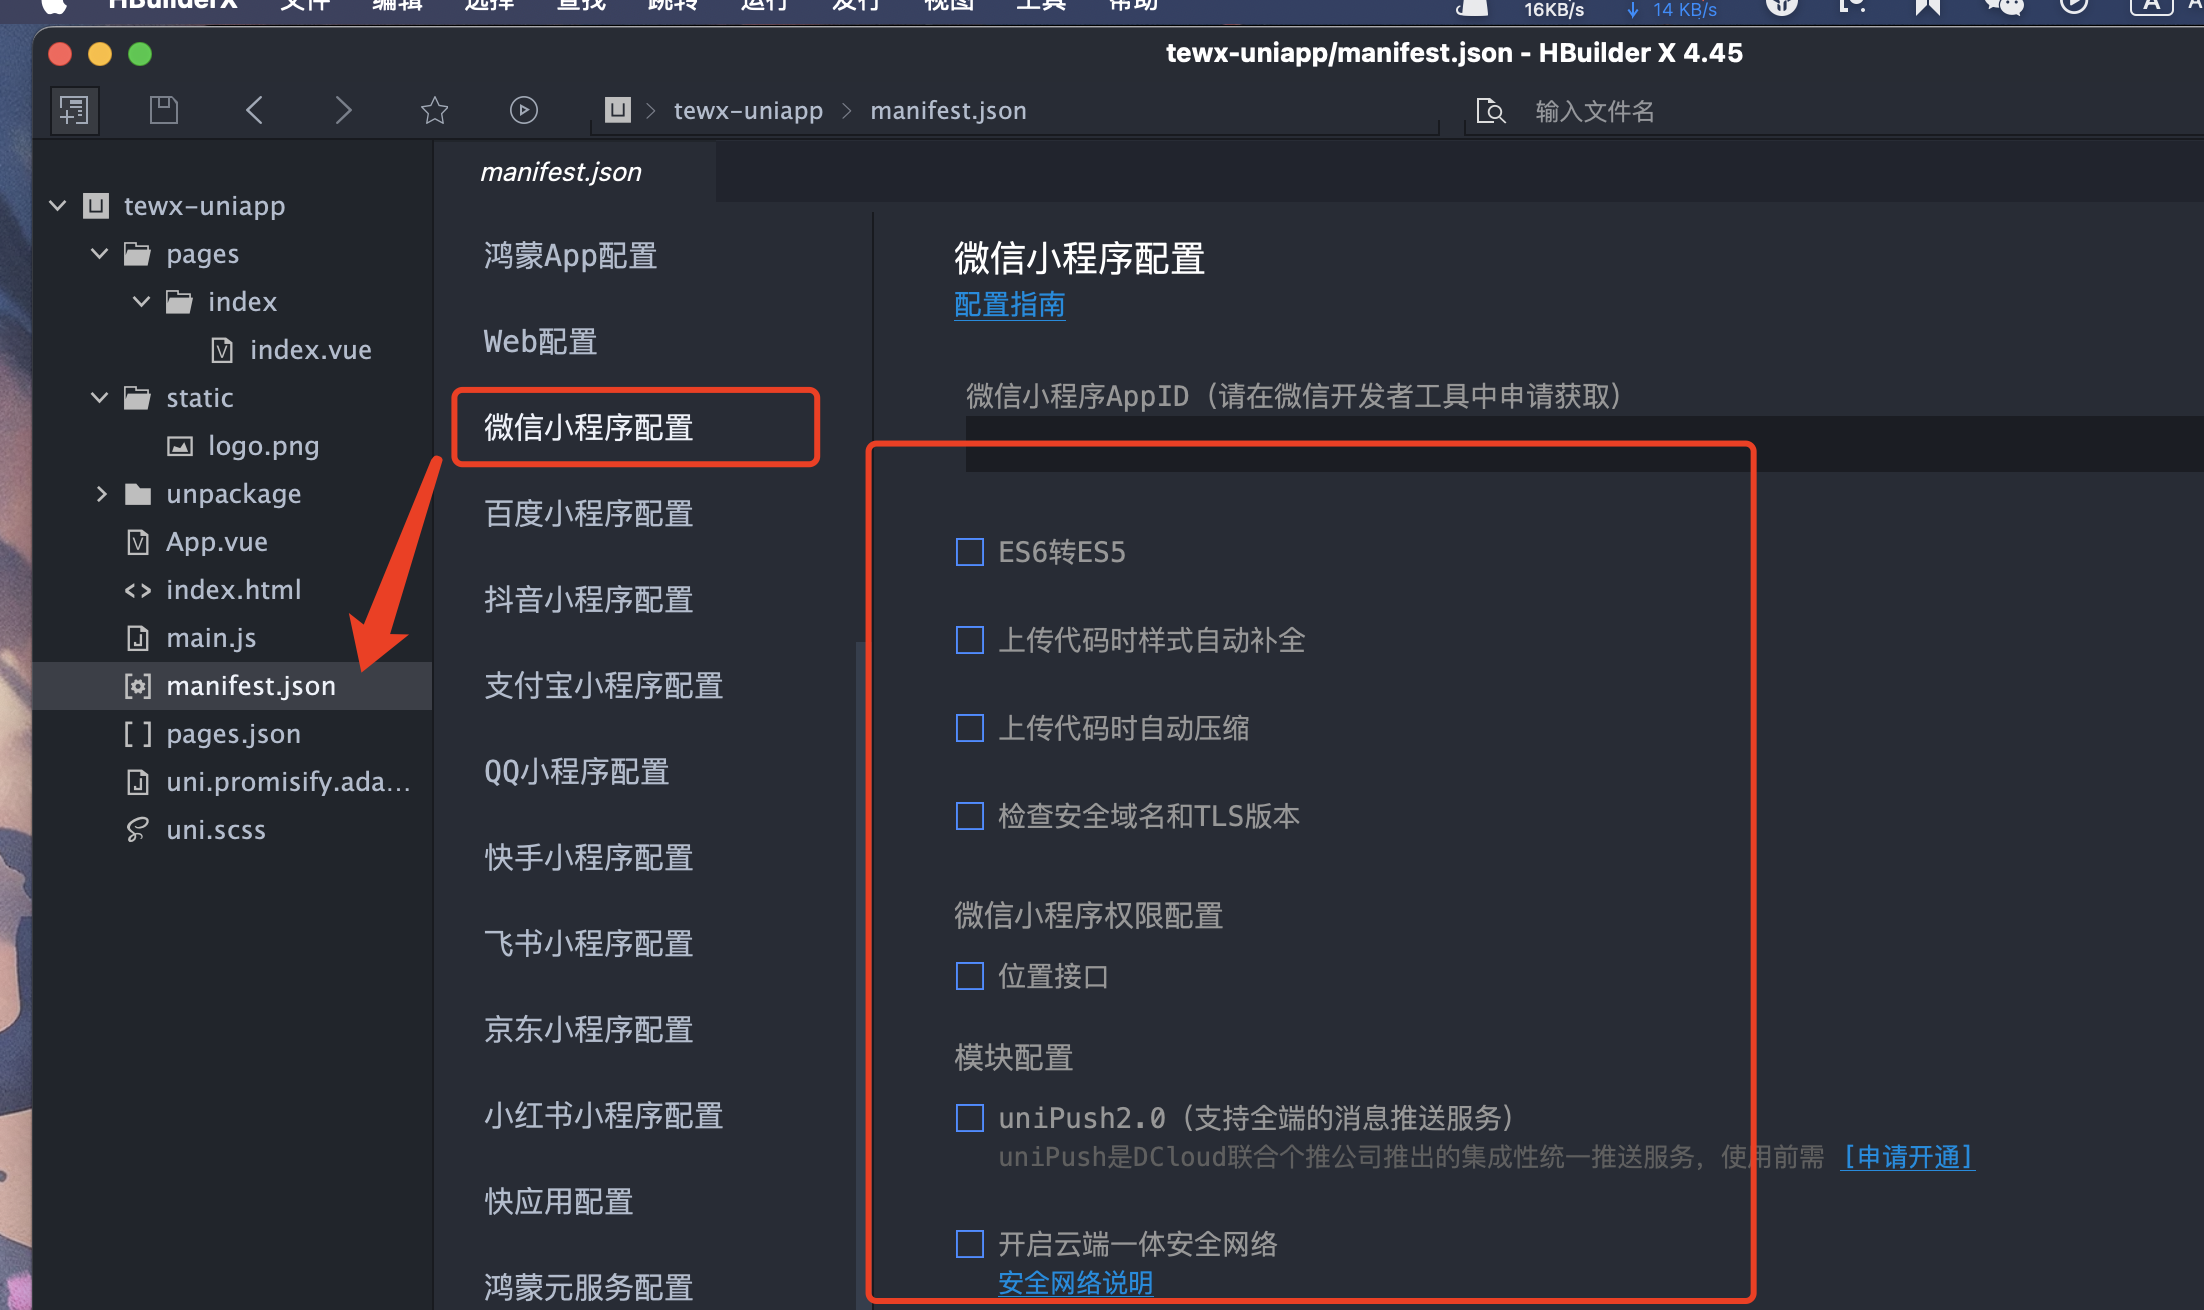 HBuilderX 文件 编辑 选择 查找 跳转 运行 发行 视图 工具 帮助 16KB/s ↓ 14 KB/s A
tewx-uniapp/manifest.json - HBuilder X 4.45
tewx-uniapp > manifest.json 输入文件名
manifest.json
tewx-uniapp
pages
index
index.vue
static
logo.png
unpackage
App.vue
index.html
main.js
manifest.json
pages.json
uni.promisify.ada...
uni.scss
鸿蒙App配置
Web配置
微信小程序配置
百度小程序配置
抖音小程序配置
支付宝小程序配置
QQ小程序配置
快手小程序配置
飞书小程序配置
京东小程序配置
小红书小程序配置
快应用配置
鸿蒙元服务配置
微信小程序配置
配置指南
微信小程序AppID（请在微信开发者工具中申请获取）
ES6转ES5
上传代码时样式自动补全
上传代码时自动压缩
检查安全域名和TLS版本
微信小程序权限配置
位置接口
模块配置
uniPush2.0（支持全端的消息推送服务）
uniPush是DCloud联合个推公司推出的集成性统一推送服务，使用前需 [申请开通]
开启云端一体安全网络
安全网络说明